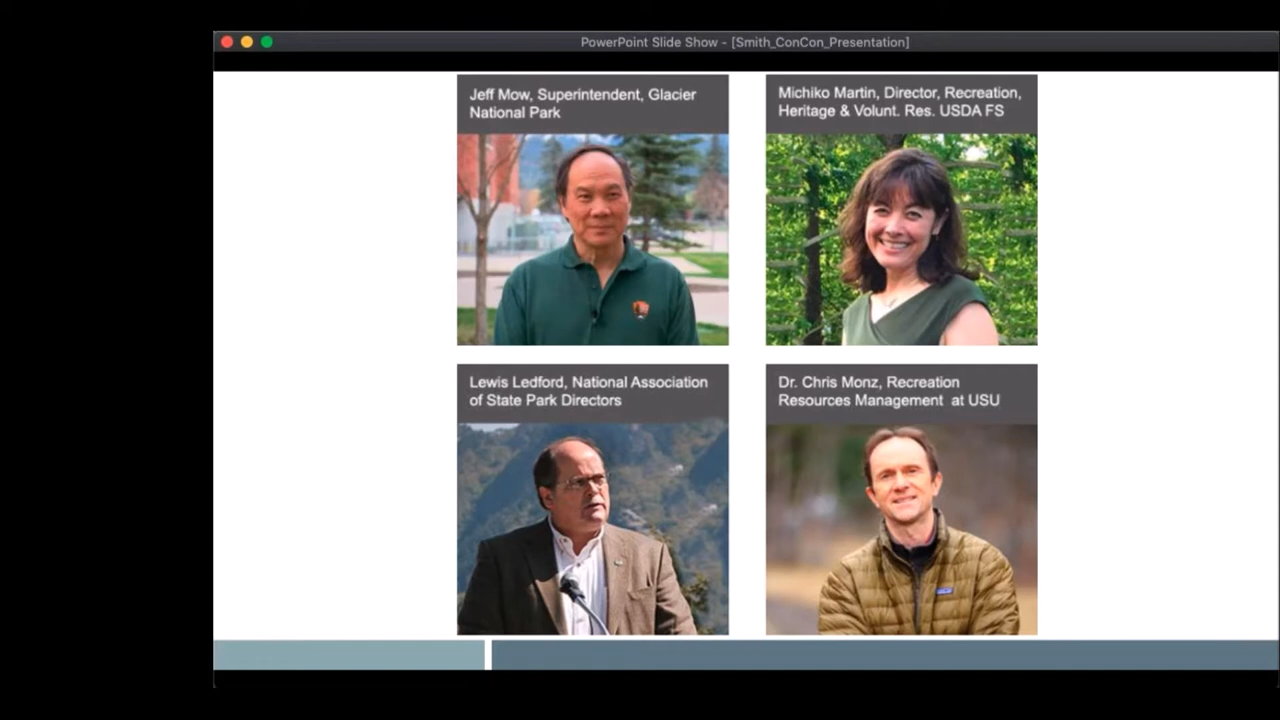 PowerPoint Slide Show - [Smith_ConCon_Presentation]
Jeff Mow, Superintendent, Glacier
National Park
Michiko Martin, Director, Recreation,
Heritage & Volunt. Res. USDA FS
Lewis Ledford, National Association
of State Park Directors
Dr. Chris Monz, Recreation
Resources Management at USU